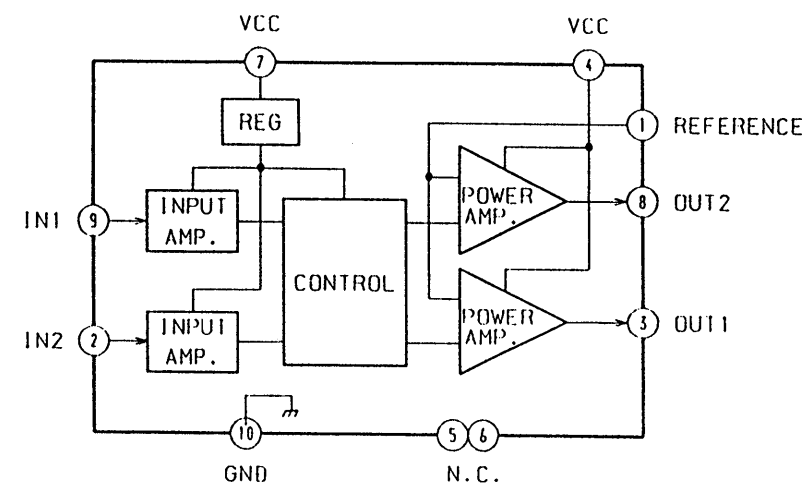 VCC
VCC
7
4
REG
1
REFERENCE
POWER
AMP.
8
OUT2
IN1
9
INPUT
AMP.
CONTROL
IN2
2
INPUT
AMP.
POWER
AMP.
3
OUT1
10
5
6
GND
N.C.